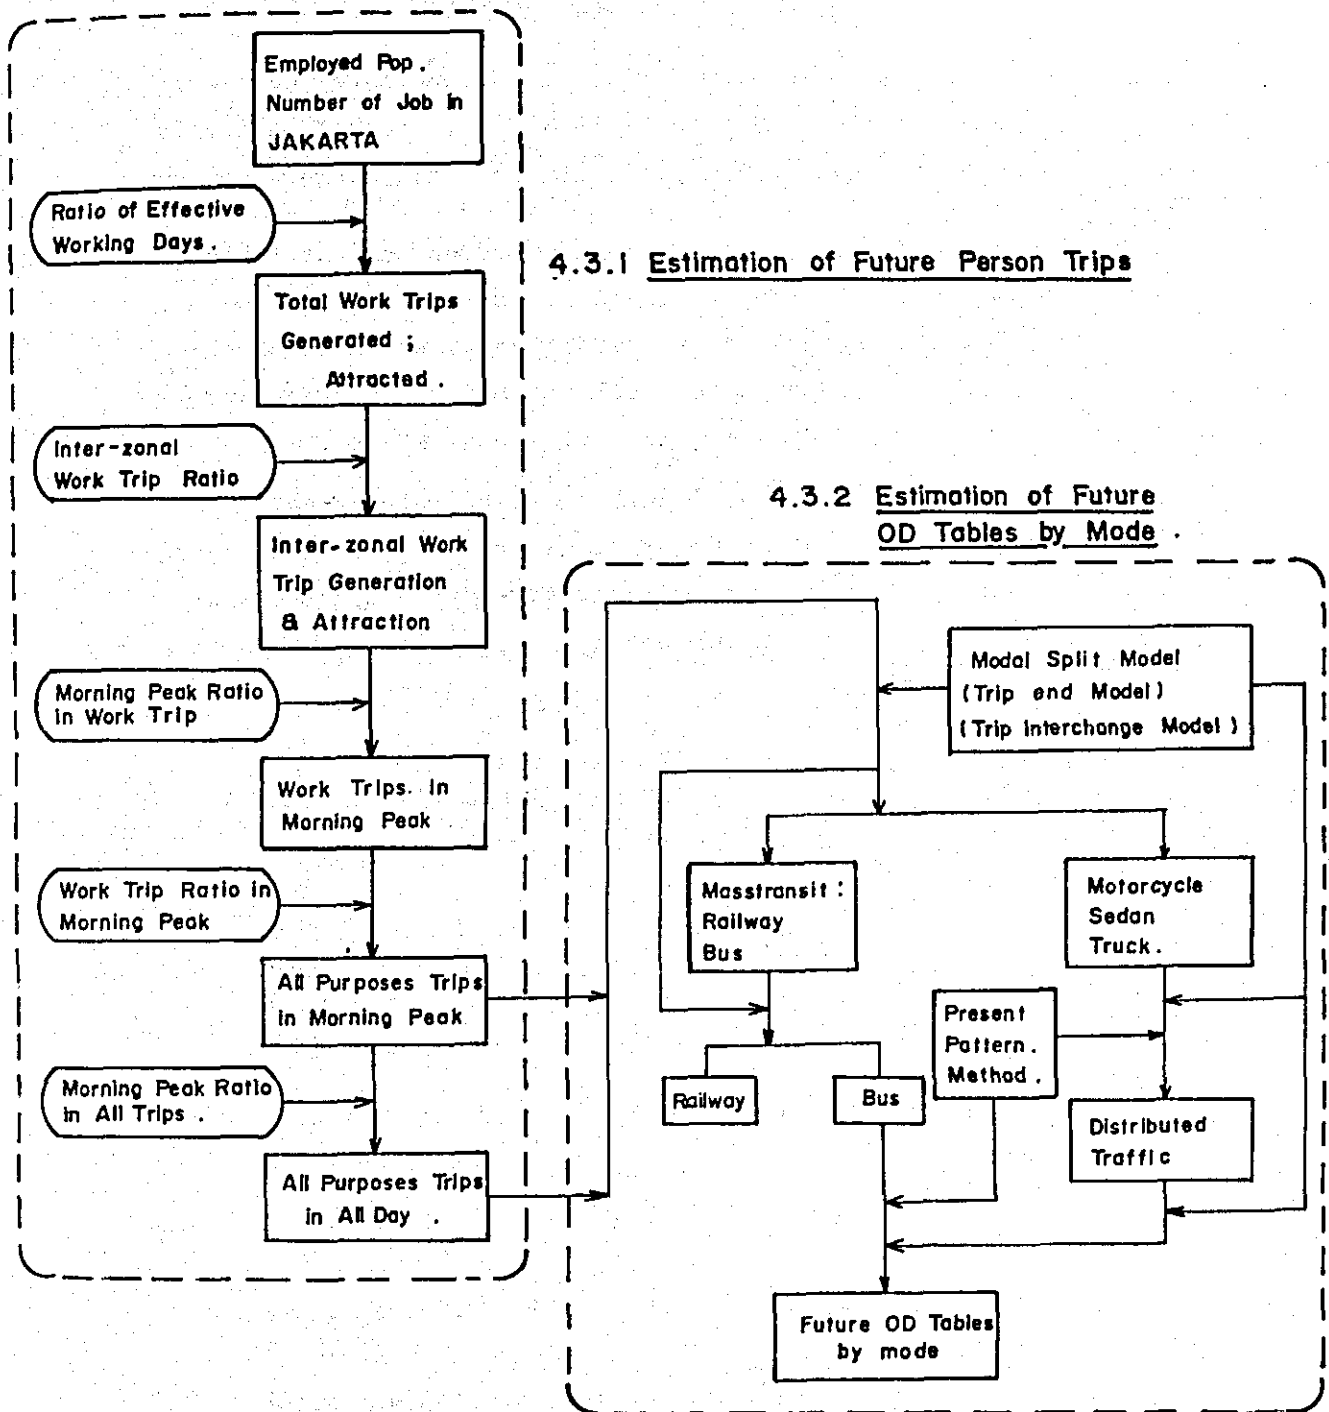 Employed Pop.
Number of Job in
JAKARTA
Ratio of Effective
Working Days.
4.3.1 Estimation of Future Person Trips
Total Work Trips
Generated ;
Attracted.
Inter-zonal
Work Trip Ratio
Inter-zonal Work
Trip Generation
& Attraction
Morning Peak Ratio
in Work Trip
Work Trips. in
Morning Peak
Work Trip Ratio in
Morning Peak
All Purposes Trips
in Morning Peak
Morning Peak Ratio
in All Trips.
All Purposes Trips
in All Day.
4.3.2 Estimation of Future
OD Tables by Mode.
Modal Split Model
(Trip end Model)
(Trip Interchange Model)
Masstransit:
Railway
Bus
Motorcycle
Sedan
Truck.
Present
Pattern.
Method.
Railway
Bus
Distributed
Traffic
Future OD Tables
by mode